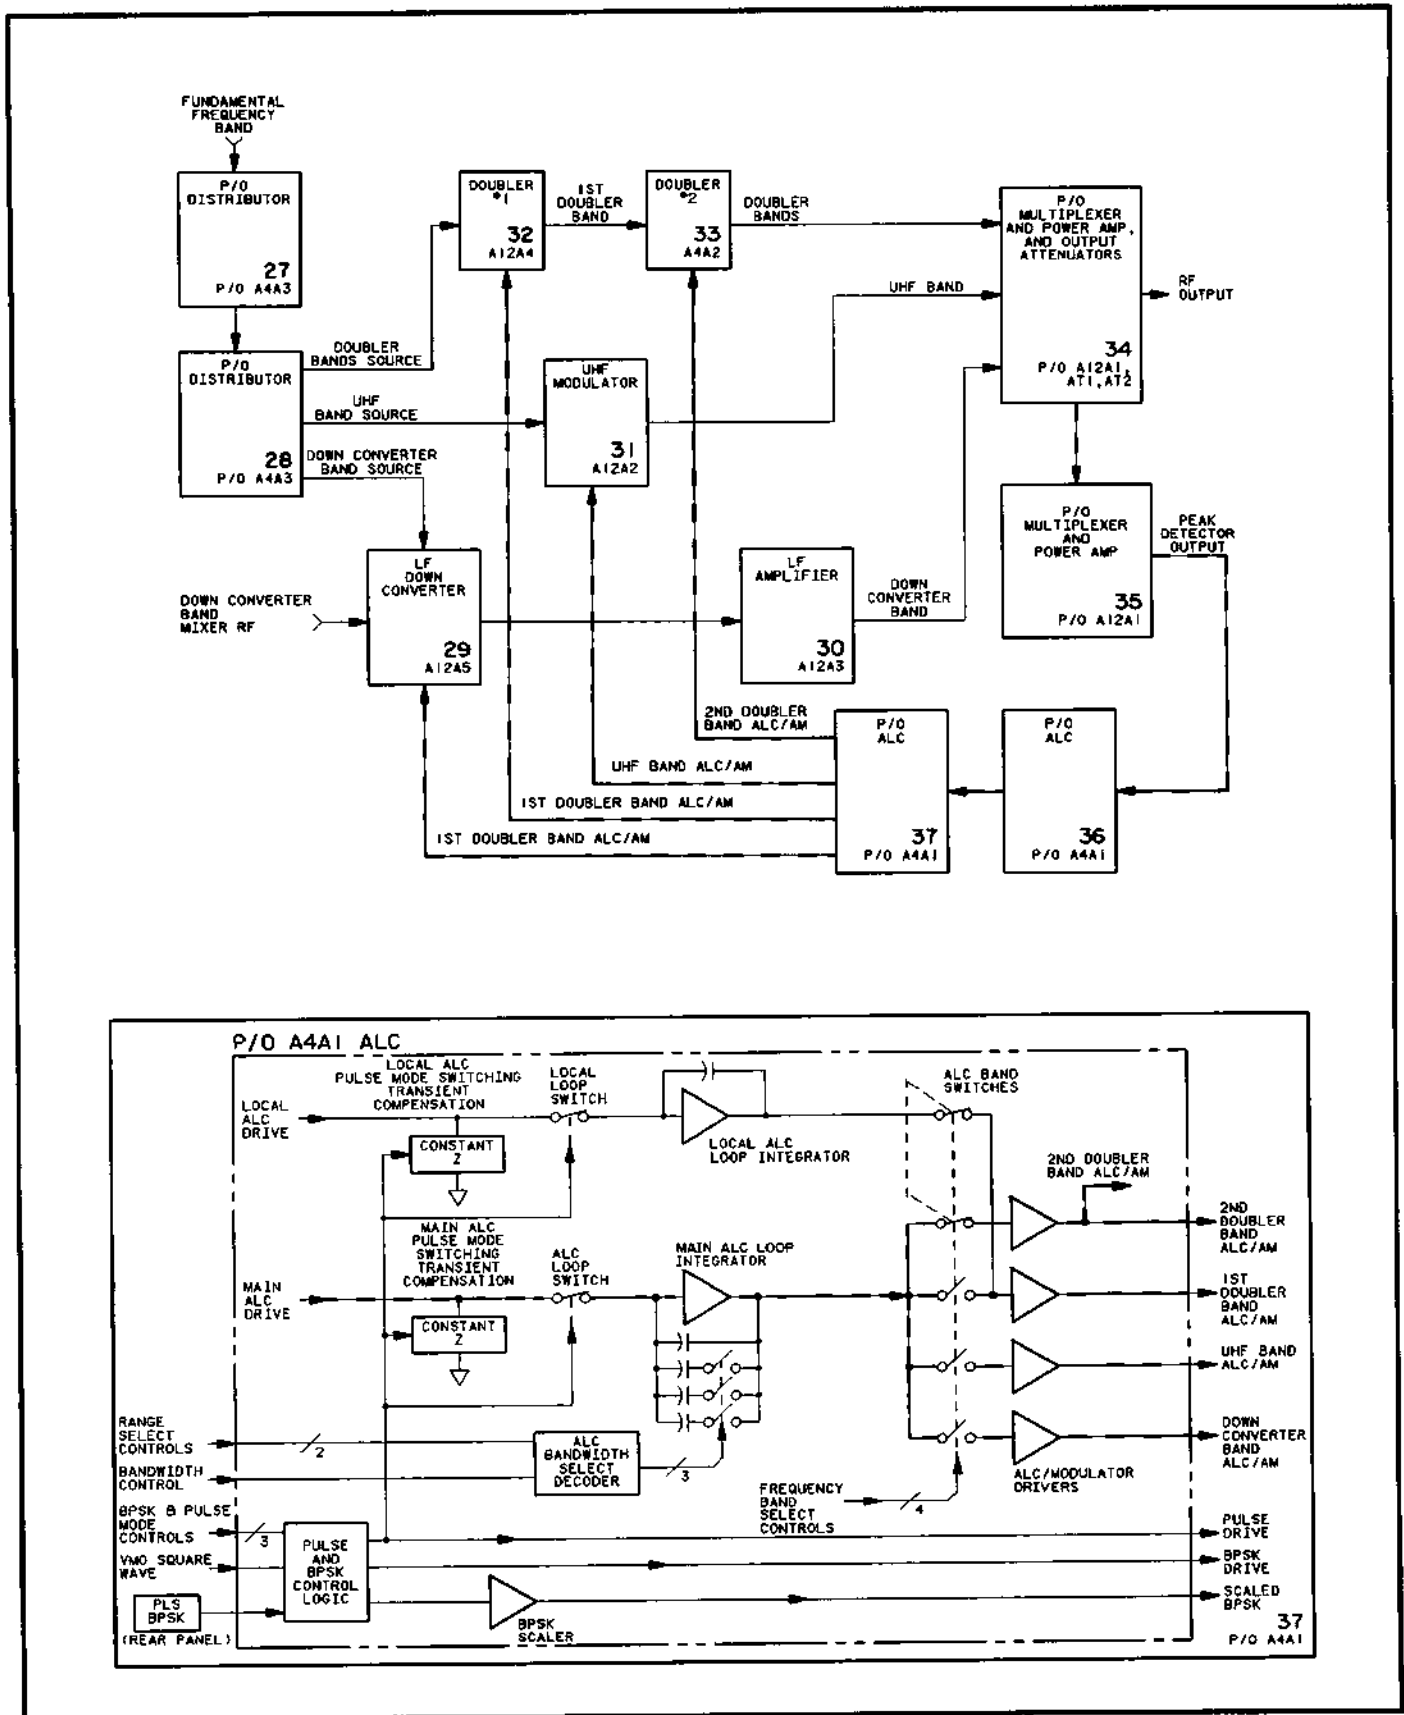 FUNDAMENTAL
FREQUENCY
BAND
P/O
DISTRIBUTOR
27
P/O A4A3
P/O
DISTRIBUTOR
28
P/O A4A3
DOUBLER
BANDS SOURCE
UHF
BAND SOURCE
DOWN CONVERTER
BAND SOURCE
DOUBLER
#1
32
A12A4
1ST
DOUBLER
BAND
DOUBLER
#2
33
A4A2
DOUBLER
BANDS
P/O
MULTIPLEXER
AND POWER AMP,
AND OUTPUT
ATTENUATORS
34
P/O A12A1,
AT1,AT2
RF
OUTPUT
UHF BAND
UHF
MODULATOR
31
A12A2
P/O
MULTIPLEXER
AND
POWER AMP
35
P/O A12A1
PEAK
DETECTOR
OUTPUT
DOWN CONVERTER
BAND
MIXER RF
LF
DOWN
CONVERTER
29
A12A5
LF
AMPLIFIER
30
A12A3
DOWN
CONVERTER
BAND
2ND DOUBLER
BAND ALC/AM
UHF BAND ALC/AM
1ST DOUBLER BAND ALC/AM
1ST DOUBLER BAND ALC/AM
P/O
ALC
37
P/O A4A1
P/O
ALC
36
P/O A4A1
P/O A4A1 ALC
LOCAL ALC
PULSE MODE SWITCHING
TRANSIENT
COMPENSATION
LOCAL
LOOP
SWITCH
LOCAL
ALC
DRIVE
CONSTANT
Z
LOCAL ALC
LOOP INTEGRATOR
ALC BAND
SWITCHES
2ND DOUBLER
BAND ALC/AM
2ND
DOUBLER
BAND
ALC/AM
MAIN ALC
PULSE MODE
SWITCHING
TRANSIENT
COMPENSATION
ALC
LOOP
SWITCH
MAIN ALC LOOP
INTEGRATOR
MAIN
ALC
DRIVE
CONSTANT
Z
1ST
DOUBLER
BAND
ALC/AM
UHF BAND
ALC/AM
DOWN
CONVERTER
BAND
ALC/AM
ALC/MODULATOR
DRIVERS
RANGE
SELECT
CONTROLS
2
BANDWIDTH
CONTROL
ALC
BANDWIDTH
SELECT
DECODER
3
FREQUENCY
BAND
SELECT
CONTROLS
4
BPSK & PULSE
MODE
CONTROLS
3
VMO SQUARE
WAVE
PLS
BPSK
(REAR PANEL)
PULSE
AND
BPSK
CONTROL
LOGIC
BPSK
SCALER
PULSE
DRIVE
BPSK
DRIVE
SCALED
BPSK
37
P/O A4A1